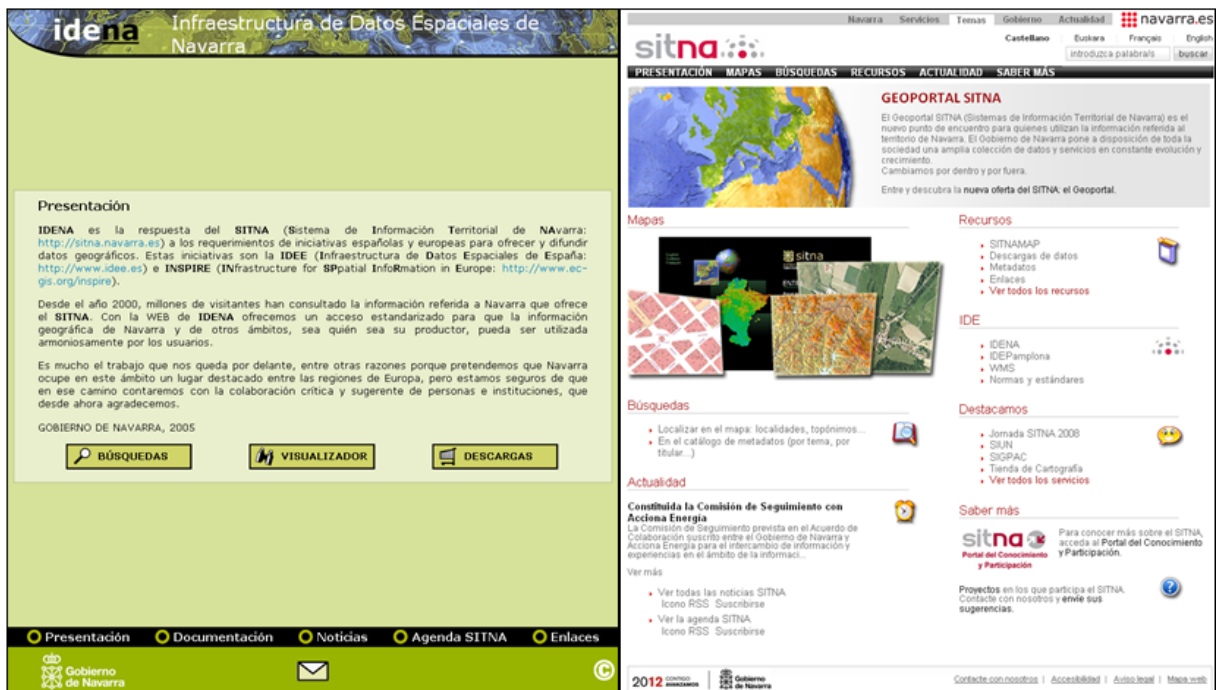 idena
Infraestructura de Datos Espaciales de
Navarra
Presentación
IDENA es la respuesta del SITNA (Sistema de Información Territorial de NAvarra:
http://sitna.navarra.es) a los requerimientos de iniciativas españolas y europeas para ofrecer y difundir
datos geográficos. Estas iniciativas son la IDEE (Infraestructura de Datos Espaciales de España:
http://www.idee.es) e INSPIRE (INfrastructure for SPatial InfoRmation in Europe: http://www.ec-
gis.org/inspire).
Desde el año 2000, millones de visitantes han consultado la información referida a Navarra que ofrece
el SITNA. Con la WEB de IDENA ofrecemos un acceso estandarizado para que la información
geográfica de Navarra y de otros ámbitos, sea quién sea su productor, pueda ser utilizada
armoniosamente por los usuarios.
Es mucho el trabajo que nos queda por delante, entre otras razones porque pretendemos que Navarra
ocupe en este ámbito un lugar destacado entre las regiones de Europa, pero estamos seguros de que
en ese camino contaremos con la colaboración crítica y sugerente de personas e instituciones, que
desde ahora agradecemos.
GOBIERNO DE NAVARRA, 2005
BÚSQUEDAS
VISUALIZADOR
DESCARGAS
Presentación Documentación Noticias Agenda SITNA Enlaces
Gobierno
de Navarra
©
Navarra Servicios Temas Gobierno Actualidad navarra.es
sitna
Castellano Euskara Français English
introduzca palabra/s buscar
PRESENTACIÓN MAPAS BÚSQUEDAS RECURSOS ACTUALIDAD SABER MÁS
GEOPORTAL SITNA
El Geoportal SITNA (Sistemas de Información Territorial de Navarra) es el
nuevo punto de encuentro para quienes utilizan la información referida al
territorio de Navarra. El Gobierno de Navarra pone a disposición de toda la
sociedad una amplia colección de datos y servicios en constante evolución y
crecimiento.
Cambiamos por dentro y por fuera.
Entre y descubra la nueva oferta del SITNA: el Geoportal.
Mapas
sitna
Búsquedas
Localizar en el mapa: localidades, topónimos...
En el catálogo de metadatos (por tema, por
titular...)
Actualidad
Constituida la Comisión de Seguimiento con
Acciona Energía
La Comisión de Seguimiento prevista en el Acuerdo de
Colaboración suscrito entre el Gobierno de Navarra y
Acciona Energía para el intercambio de información y
experiencias en el ámbito de la informaci...
Ver más
Ver todas las noticias SITNA
Icono RSS Suscribirse
Ver la agenda SITNA
Icono RSS Suscribirse
Recursos
SITNAMAP
Descargas de datos
Metadatos
Enlaces
Ver todos los recursos
IDE
IDENA
IDEPamplona
WMS
Normas y estándares
Destacamos
Jornada SITNA 2008
SIUN
SIGPAC
Tienda de Cartografía
Ver todos los servicios
Saber más
sitna
Portal del Conocimiento
y Participación
Para conocer más sobre el SITNA,
acceda al Portal del Conocimiento
y Participación.
Proyectos en los que participa el SITNA.
Contacte con nosotros y envíe sus
sugerencias.
2012 CONTIGO
AVANZAMOS
Gobierno
de Navarra
Contacte con nosotros | Accesibilidad | Aviso legal | Mapa web